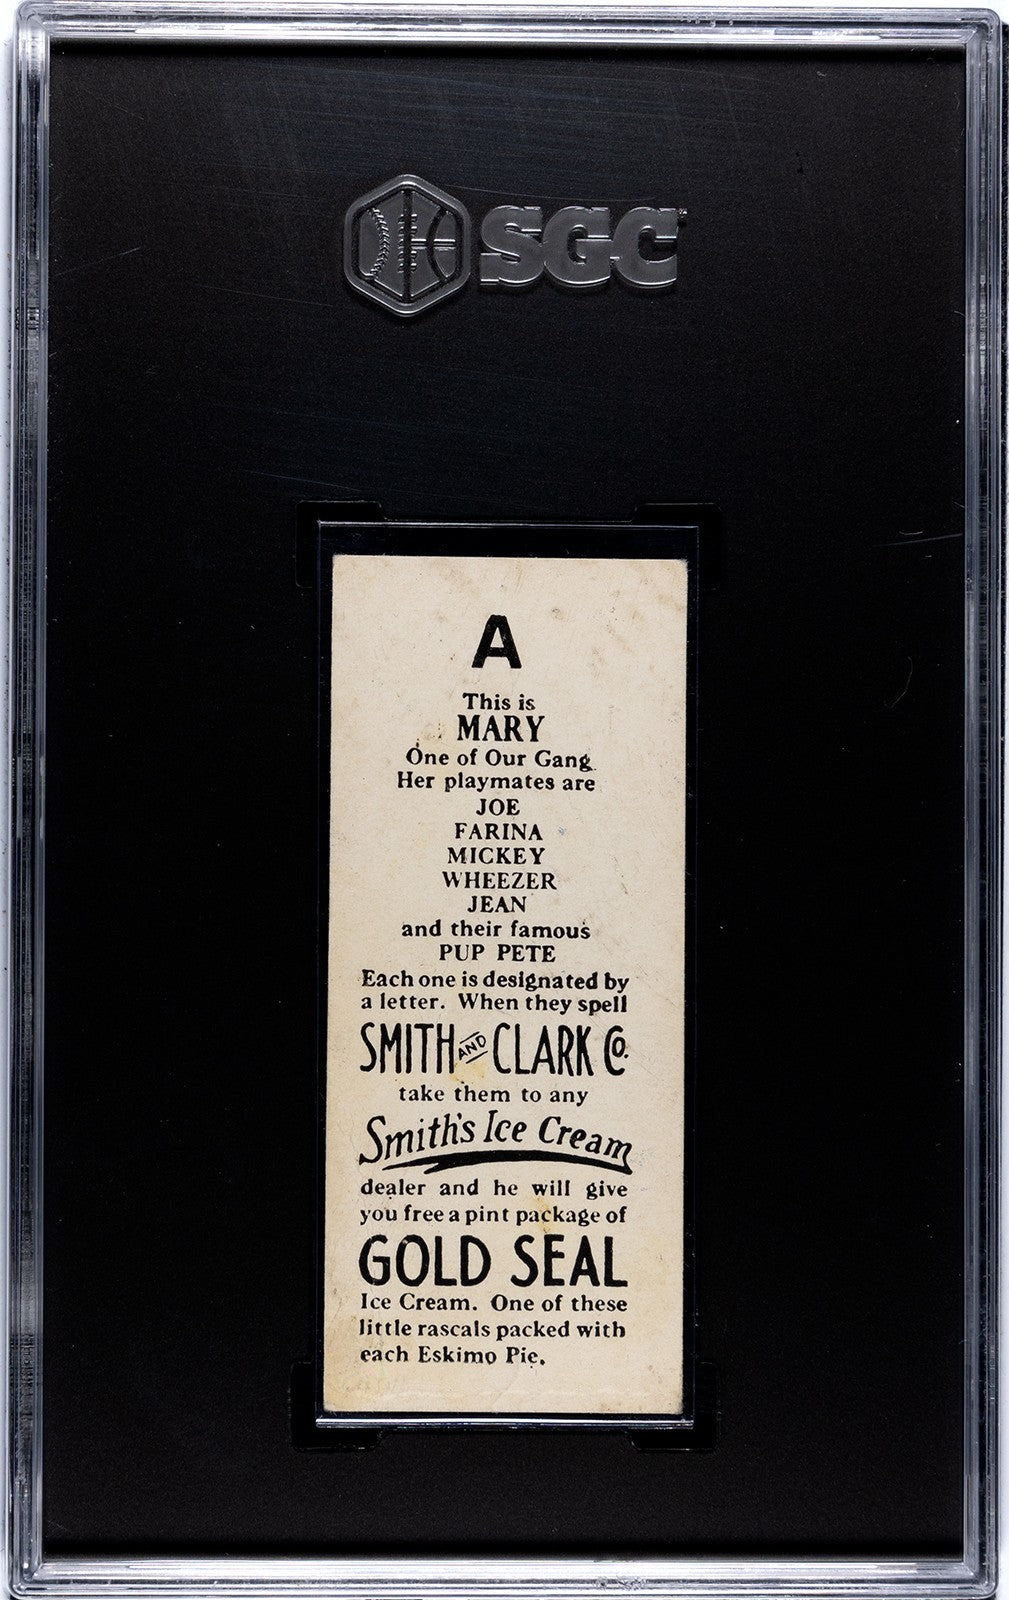 SGC
A
This is
MARY
One of Our Gang
Her playmates are
JOE
FARINA
MICKEY
WHEEZER
JEAN
and their famous
PUP PETE
Each one is designated by
a letter. When they spell
SMITH AND CLARK Co.
take them to any
Smith's Ice Cream
dealer and he will give
you free a pint package of
GOLD SEAL
Ice Cream. One of these
little rascals packed with
each Eskimo Pie.